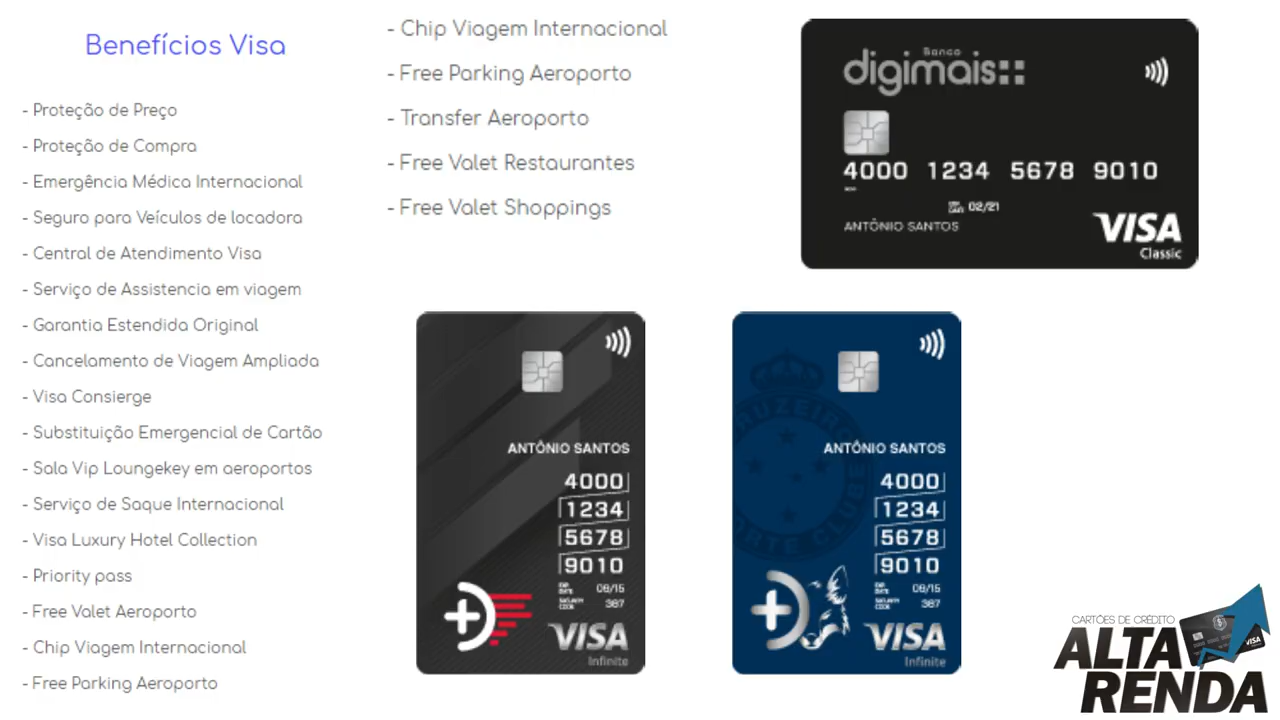 Benefícios Visa
- Proteção de Preço
- Proteção de Compra
- Emergência Médica Internacional
- Seguro para Veículos de locadora
- Central de Atendimento Visa
- Serviço de Assistencia em viagem
- Garantia Estendida Original
- Cancelamento de Viagem Ampliada
- Visa Consierge
- Substituição Emergencial de Cartão
- Sala Vip Loungekey em aeroportos
- Serviço de Saque Internacional
- Visa Luxury Hotel Collection
- Priority pass
- Free Valet Aeroporto
- Chip Viagem Internacional
- Free Parking Aeroporto
- Chip Viagem Internacional
- Free Parking Aeroporto
- Transfer Aeroporto
- Free Valet Restaurantes
- Free Valet Shoppings
Banco
digimais
4000 1234 5678 9010
02/21
ANTÔNIO SANTOS
VISA
Classic
ANTÔNIO SANTOS
4000
1234
5678
9010
08/15
387
VISA
Infinite
CRUZEIRO
ANTÔNIO SANTOS
4000
1234
5678
9010
08/15
387
VISA
Infinite
CARTÕES DE CRÉDITO
ALTA
RENDA